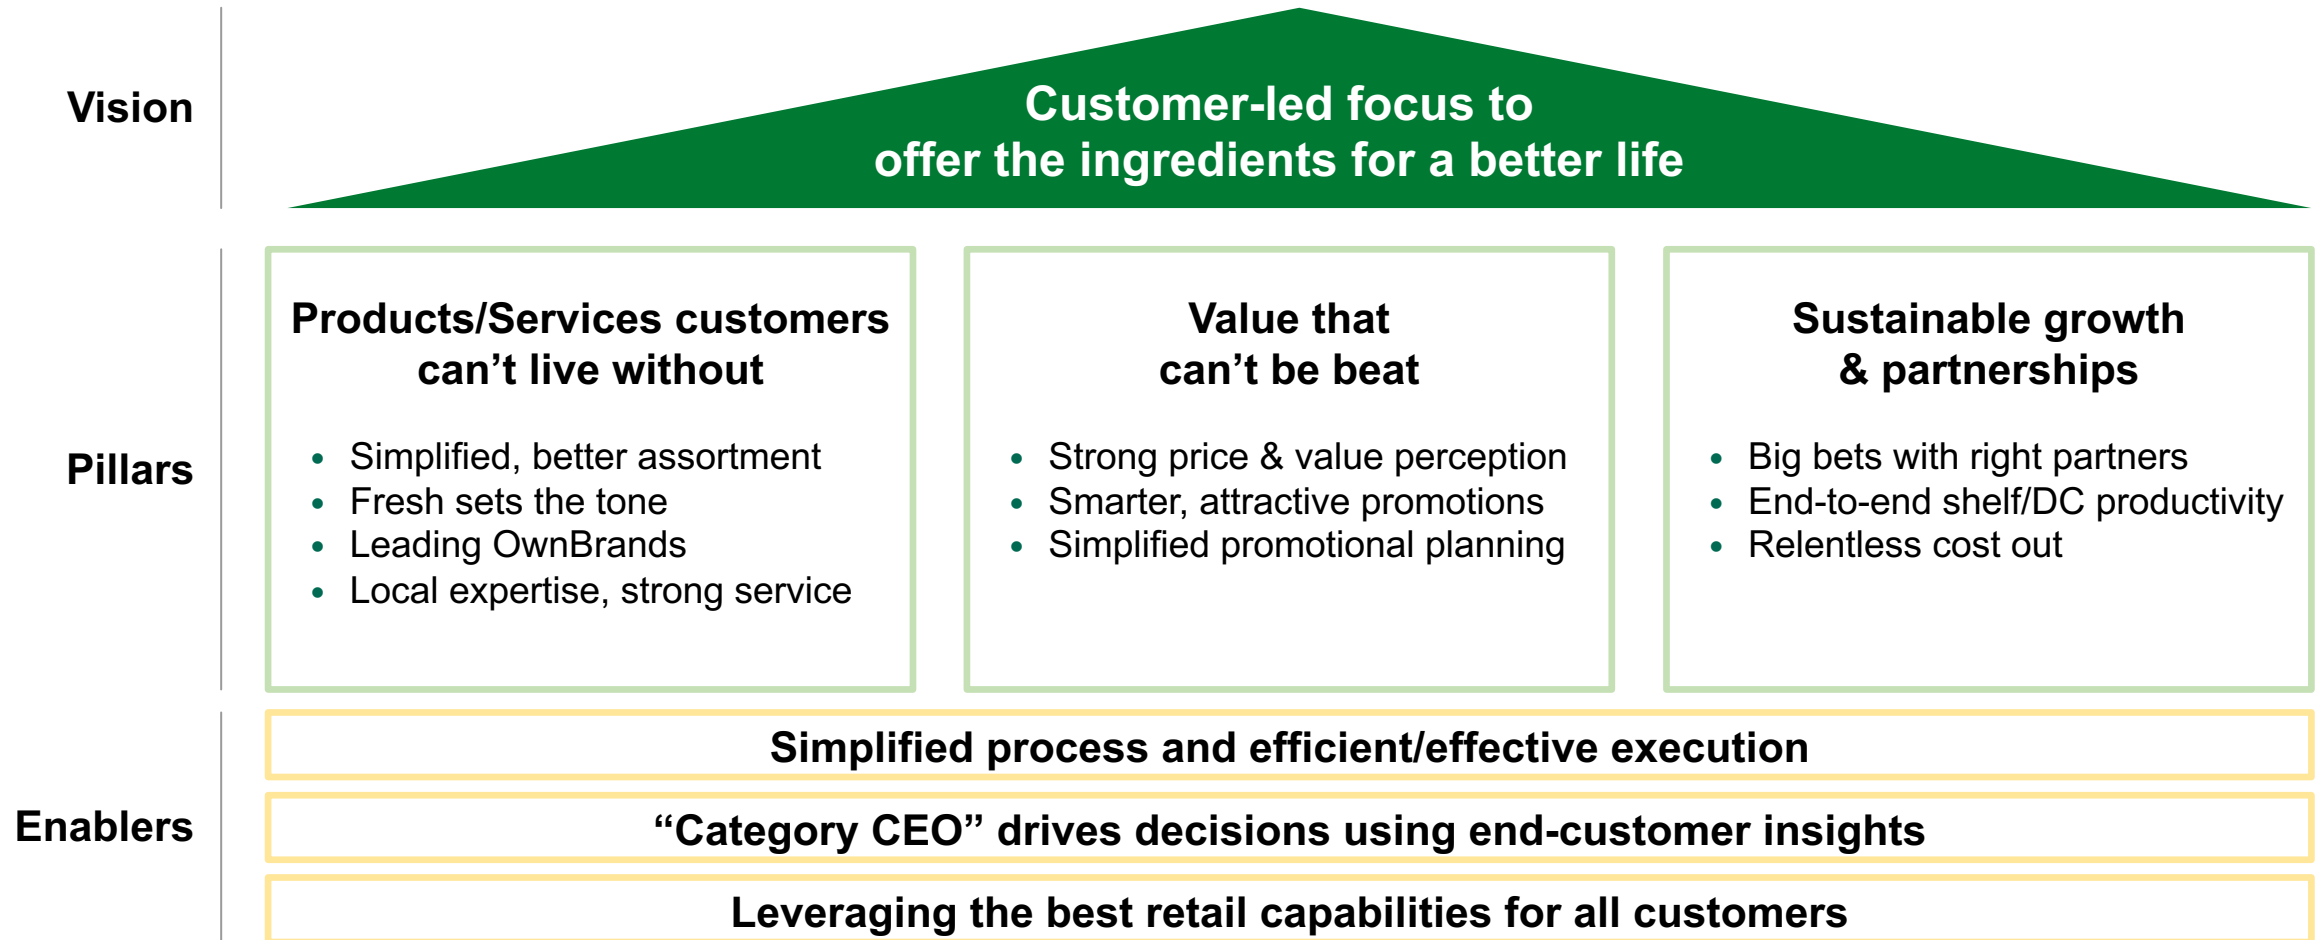 Vision
Customer-led focus to
offer the ingredients for a better life
Pillars
Products/Services customers
can’t live without
• Simplified, better assortment
• Fresh sets the tone
• Leading OwnBrands
• Local expertise, strong service
Value that
can’t be beat
• Strong price & value perception
• Smarter, attractive promotions
• Simplified promotional planning
Sustainable growth
& partnerships
• Big bets with right partners
• End-to-end shelf/DC productivity
• Relentless cost out
Enablers
Simplified process and efficient/effective execution
“Category CEO” drives decisions using end-customer insights
Leveraging the best retail capabilities for all customers